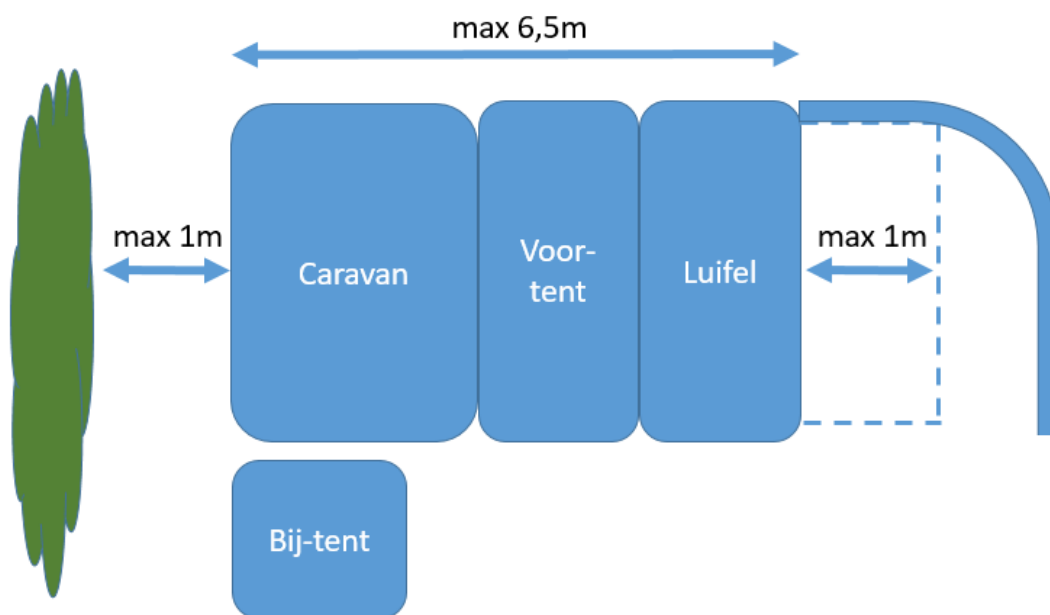 max 6,5m
max 1m
Caravan
Voor-
tent
Luifel
max 1m
Bij-tent